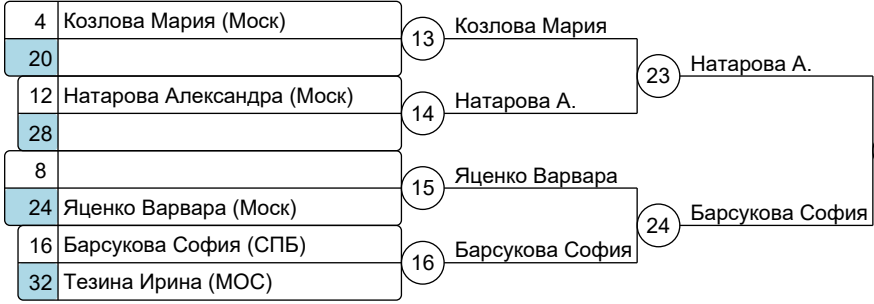 4 Козлова Мария (Моск)
20
13 Козлова Мария
12 Натарова Александра (Моск)
28
14 Натарова А.
23 Натарова А.
8
24 Яценко Варвара (Моск)
15 Яценко Варвара
16 Барсукова София (СПБ)
32 Тезина Ирина (МОС)
16 Барсукова София
24 Барсукова София